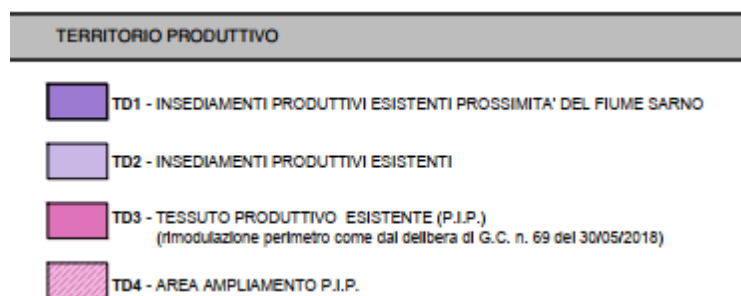 TERRITORIO PRODUTTIVO
TD1 - INSEDIAMENTI PRODUTTIVI ESISTENTI PROSSIMITA' DEL FIUME SARNO
TD2 - INSEDIAMENTI PRODUTTIVI ESISTENTI
TD3 - TESSUTO PRODUTTIVO ESISTENTE (P.I.P.)
(rimodulazione perimetro come dal delibera di G.C. n. 69 del 30/05/2018)
TD4 - AREA AMPLIAMENTO P.I.P.